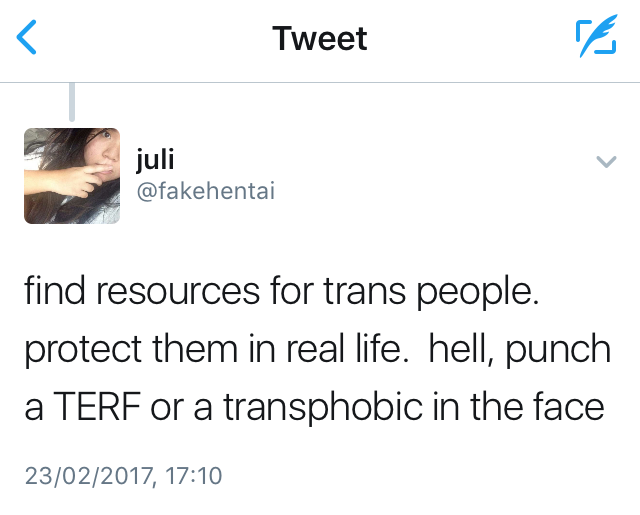 Tweet
juli
@fakehentai
find resources for trans people.
protect them in real life.  hell, punch
a TERF or a transphobic in the face
23/02/2017, 17:10